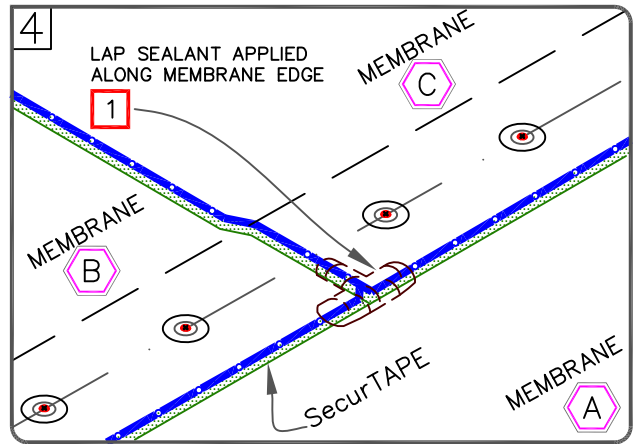 4
LAP SEALANT APPLIED
ALONG MEMBRANE EDGE
1
MEMBRANE
C
MEMBRANE
B
SecurTAPE
MEMBRANE
A